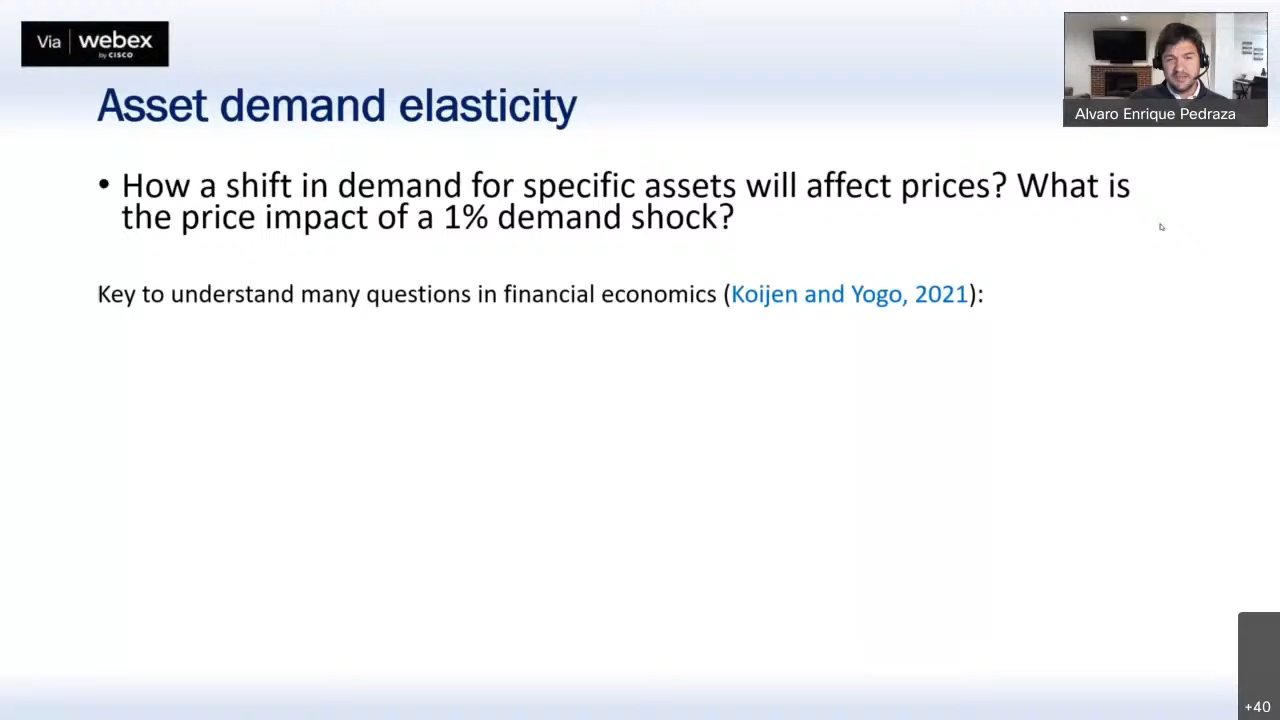 Via webex
by CISCO
Alvaro Enrique Pedraza
Asset demand elasticity
• How a shift in demand for specific assets will affect prices? What is
the price impact of a 1% demand shock?
Key to understand many questions in financial economics (Koijen and Yogo, 2021):
+40